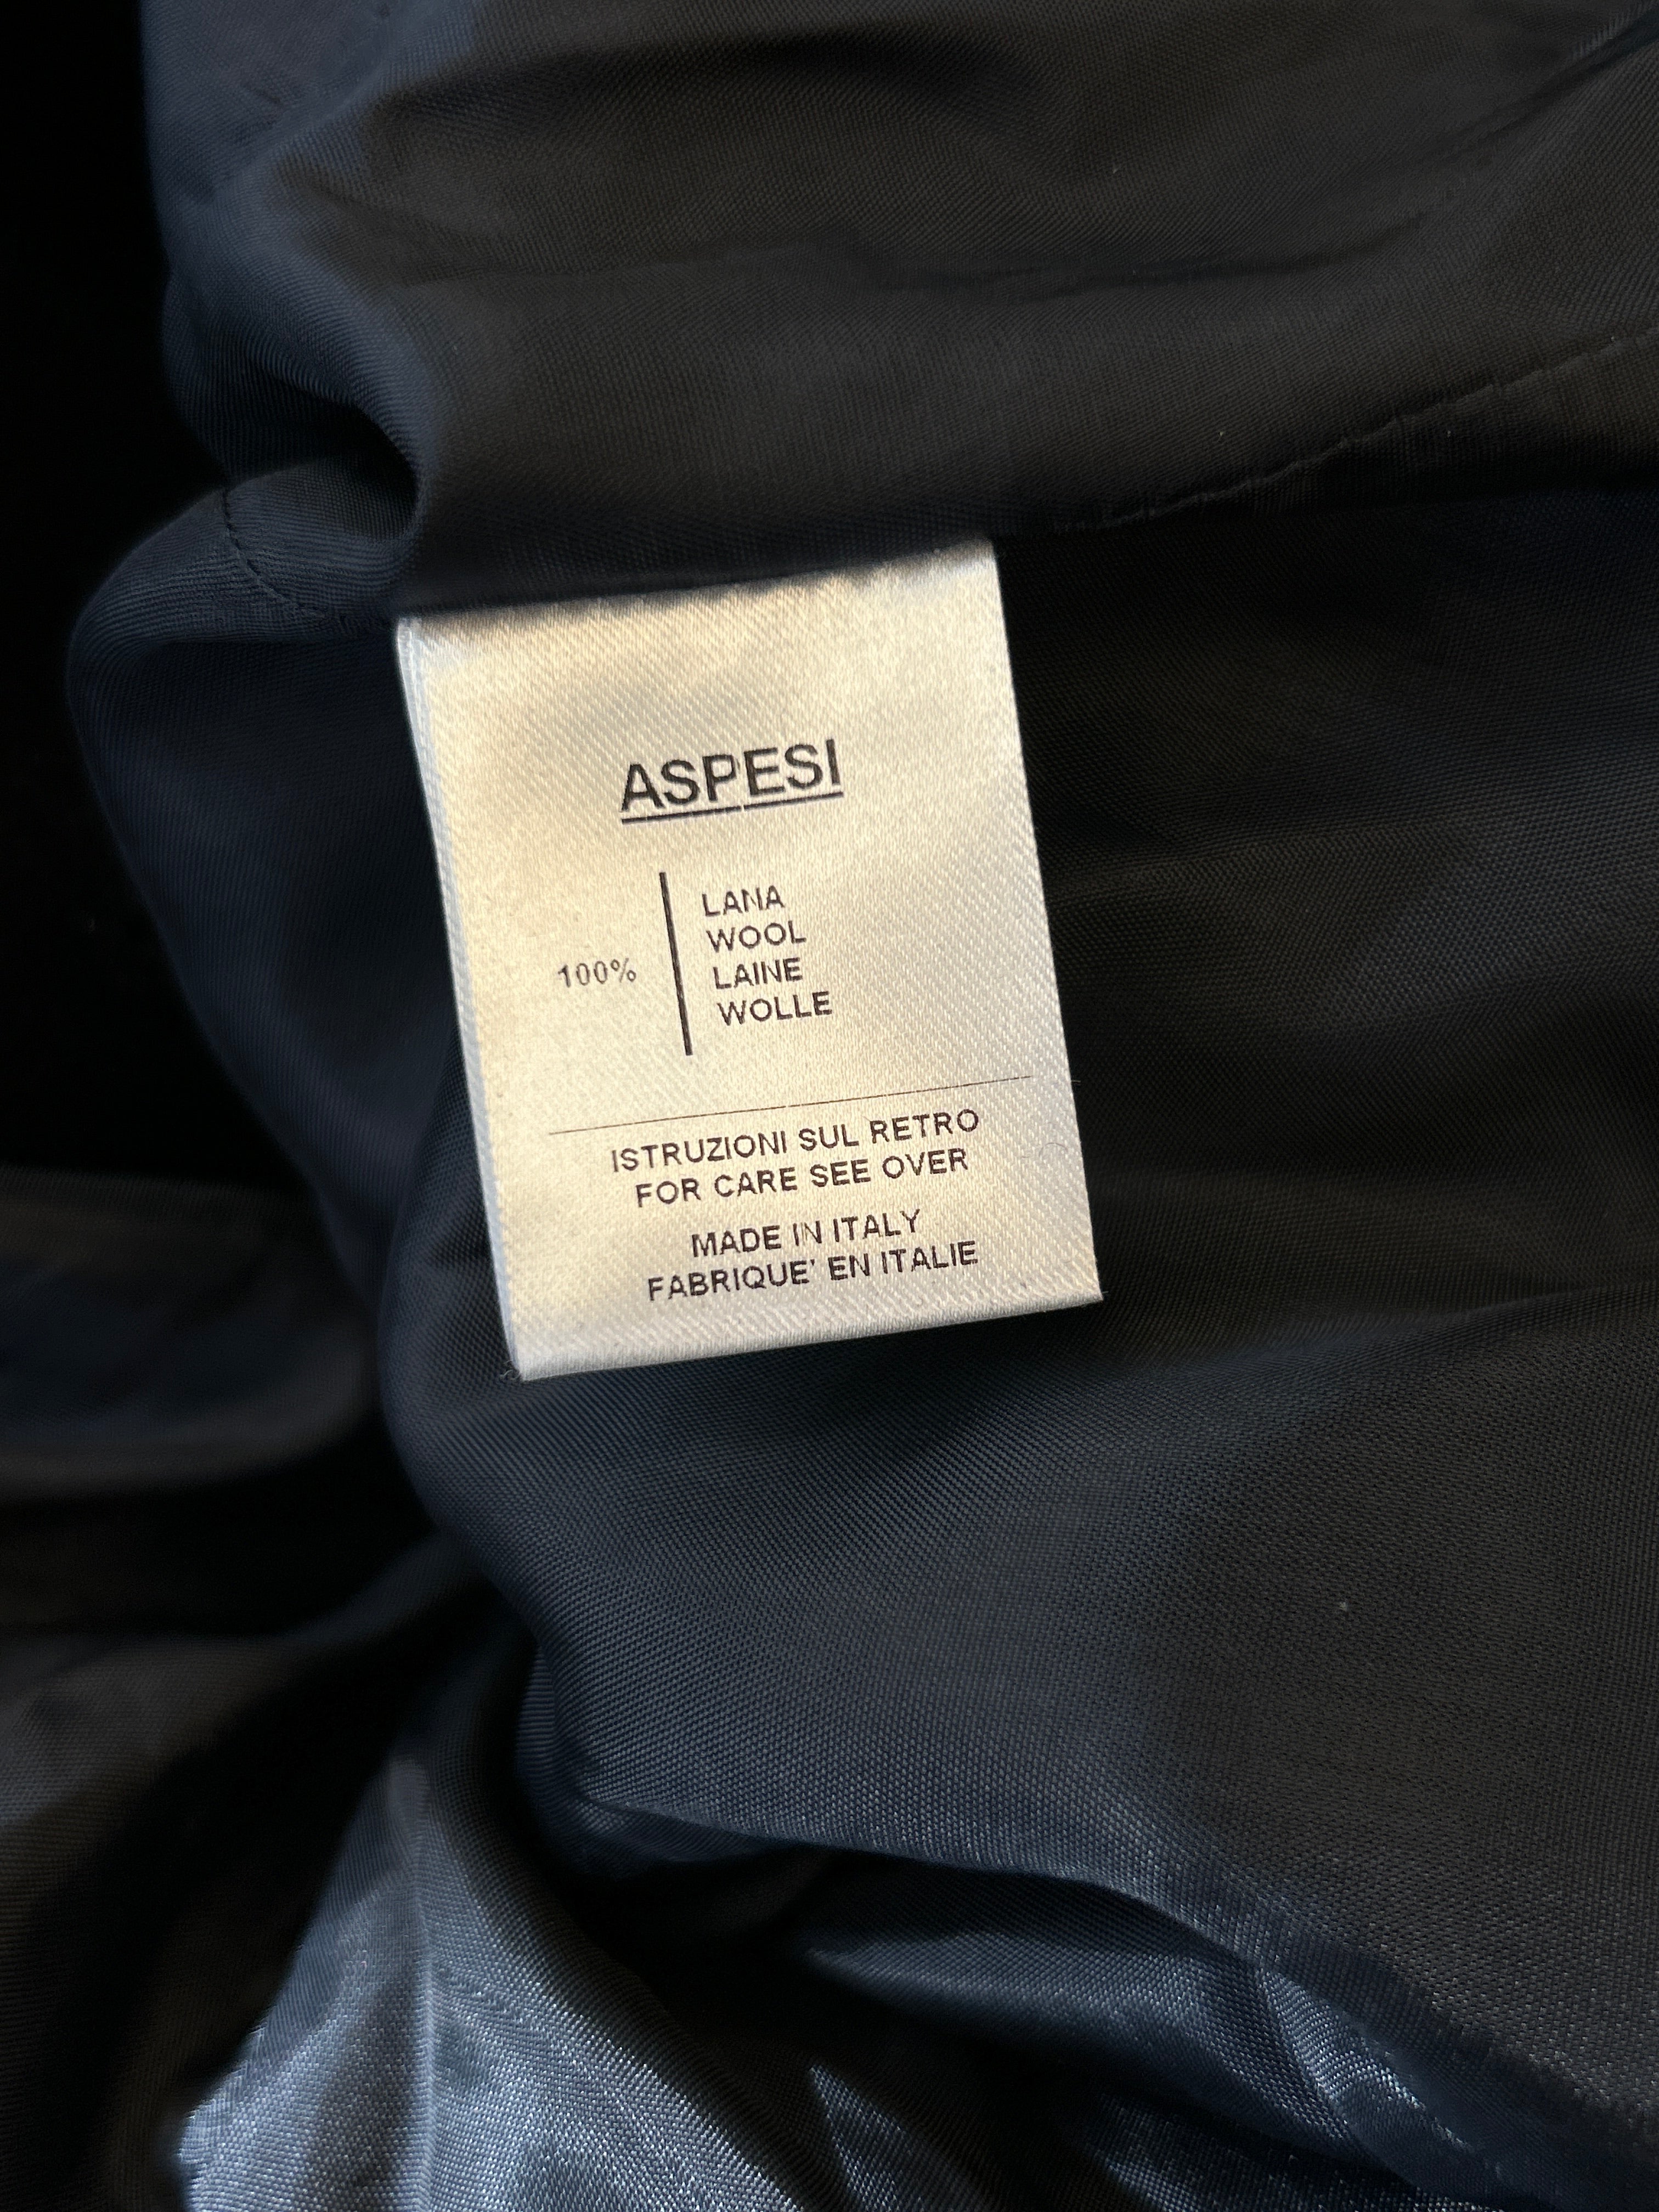 ASPESI
100%
LANA
WOOL
LAINE
WOLLE
ISTRUZIONI SUL RETRO
FOR CARE SEE OVER
MADE IN ITALY
FABRIQUE' EN ITALIE